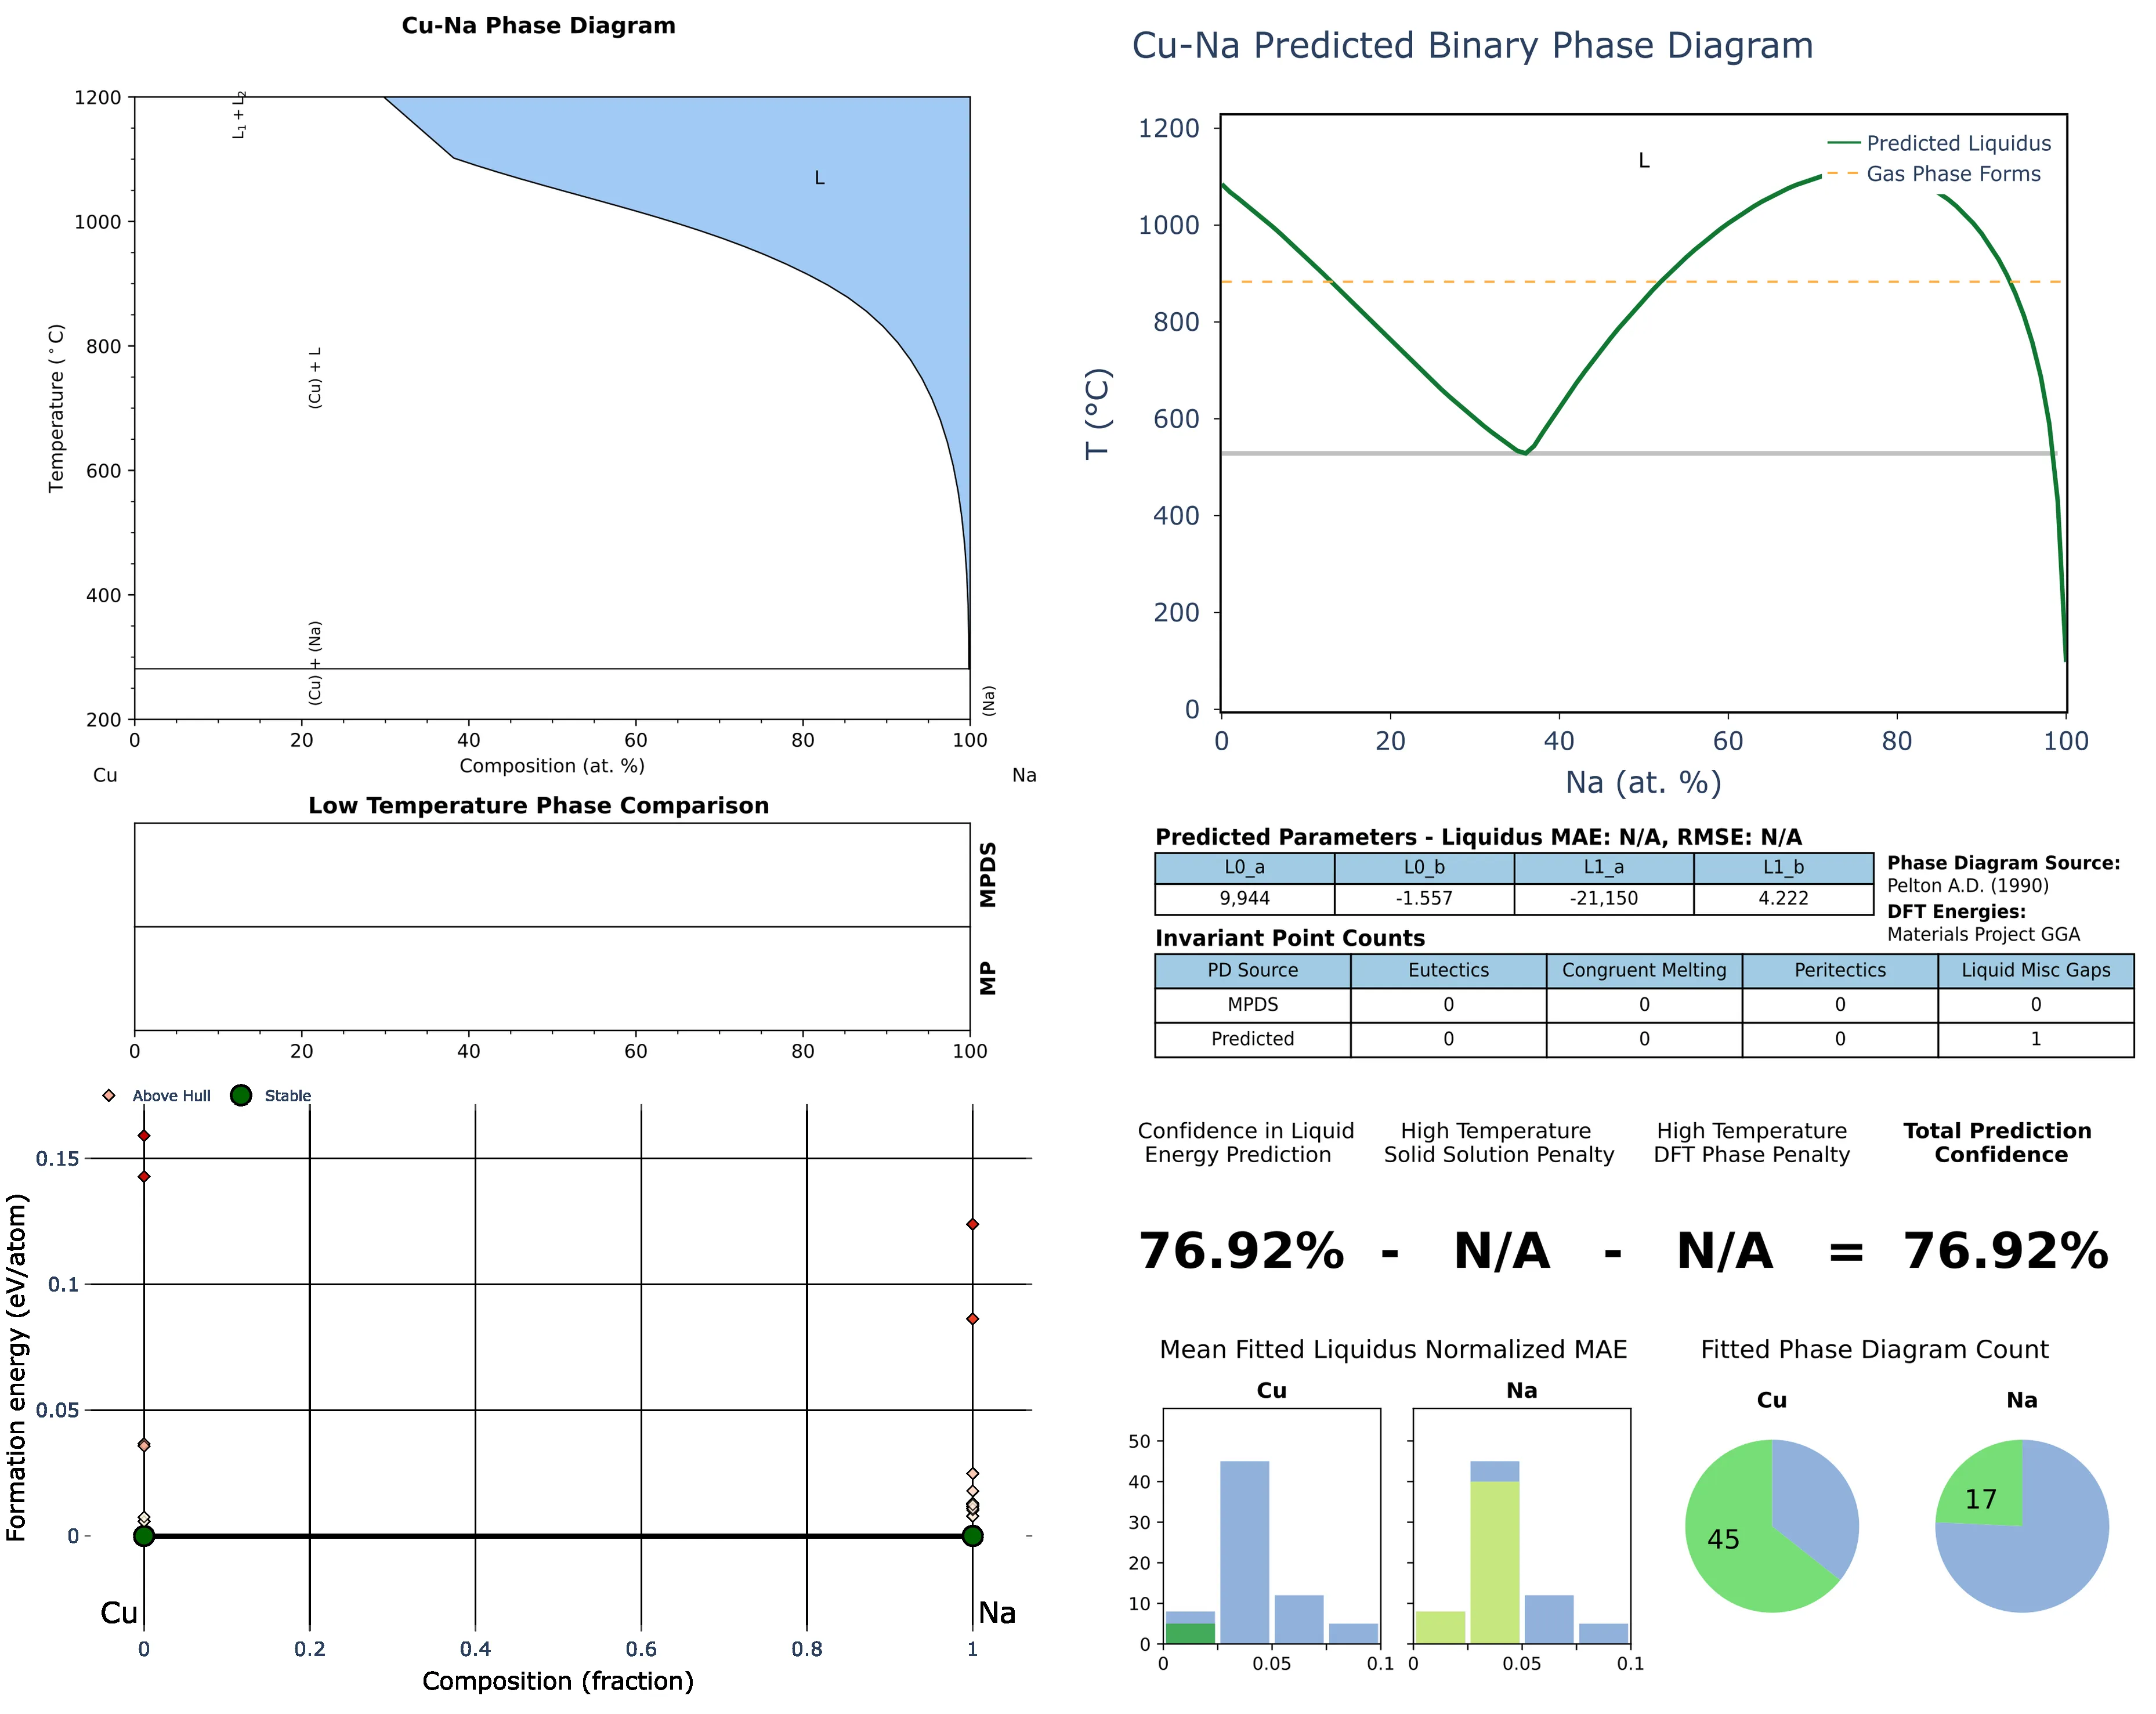 Cu-Na Phase Diagram
1200
1000
800
600
400
200
Temperature (°C)
L₁ + L₂
L
(Cu) + L
(Cu) + (Na)
(Na)
0 20 40 60 80 100
Cu Composition (at. %) Na
Low Temperature Phase Comparison
MPDS
MP
0 20 40 60 80 100
Above Hull Stable
0.15
0.1
0.05
0
Formation energy (eV/atom)
Cu Na
0 0.2 0.4 0.6 0.8 1
Composition (fraction)
Cu-Na Predicted Binary Phase Diagram
1200
1000
800
600
400
200
0
T (°C)
L
Predicted Liquidus
Gas Phase Forms
0 20 40 60 80 100
Na (at. %)
Predicted Parameters - Liquidus MAE: N/A, RMSE: N/A
L0_a L0_b L1_a L1_b
9,944 -1.557 -21,150 4.222
Phase Diagram Source:
Pelton A.D. (1990)
DFT Energies:
Materials Project GGA
Invariant Point Counts
PD Source Eutectics Congruent Melting Peritectics Liquid Misc Gaps
MPDS 0 0 0 0
Predicted 0 0 0 1
Confidence in Liquid
Energy Prediction
High Temperature
Solid Solution Penalty
High Temperature
DFT Phase Penalty
Total Prediction
Confidence
76.92% - N/A - N/A = 76.92%
Mean Fitted Liquidus Normalized MAE
Cu Na
50
40
30
20
10
0
0 0.05 0.1 0 0.05 0.1
Fitted Phase Diagram Count
Cu Na
45 17